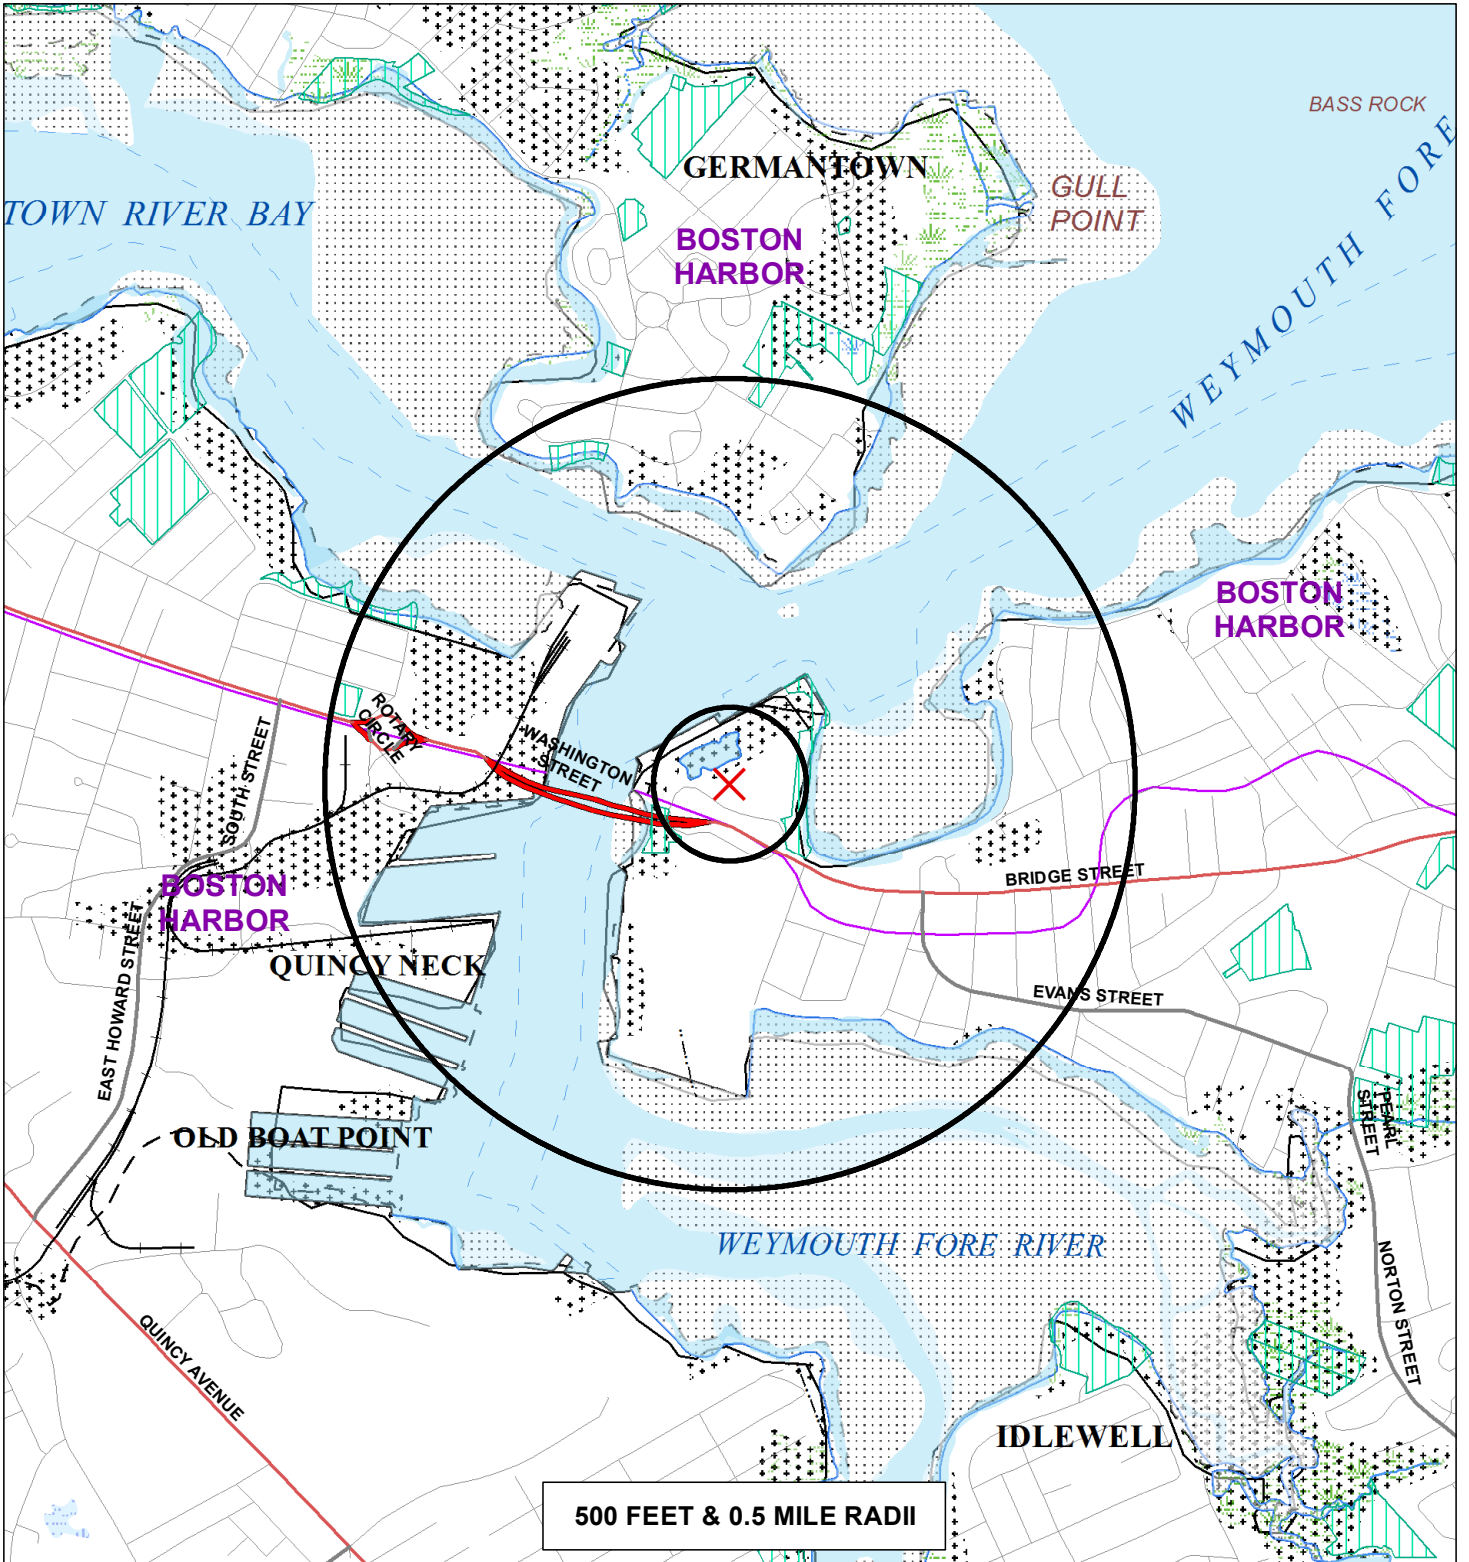 BASS ROCK
GERMANTOWN
GULL
POINT
TOWN RIVER BAY
WEYMOUTH FORE
BOSTON
HARBOR
BOSTON
HARBOR
ROTARY
CIRCLE
WASHINGTON
STREET
SOUTH STREET
BRIDGE STREET
BOSTON
HARBOR
EAST HOWARD STREET
QUINCY NECK
EVANS STREET
PEARL
STREET
OLD BOAT POINT
WEYMOUTH FORE RIVER
NORTON STREET
QUINCY AVENUE
IDLEWELL
500 FEET & 0.5 MILE RADII